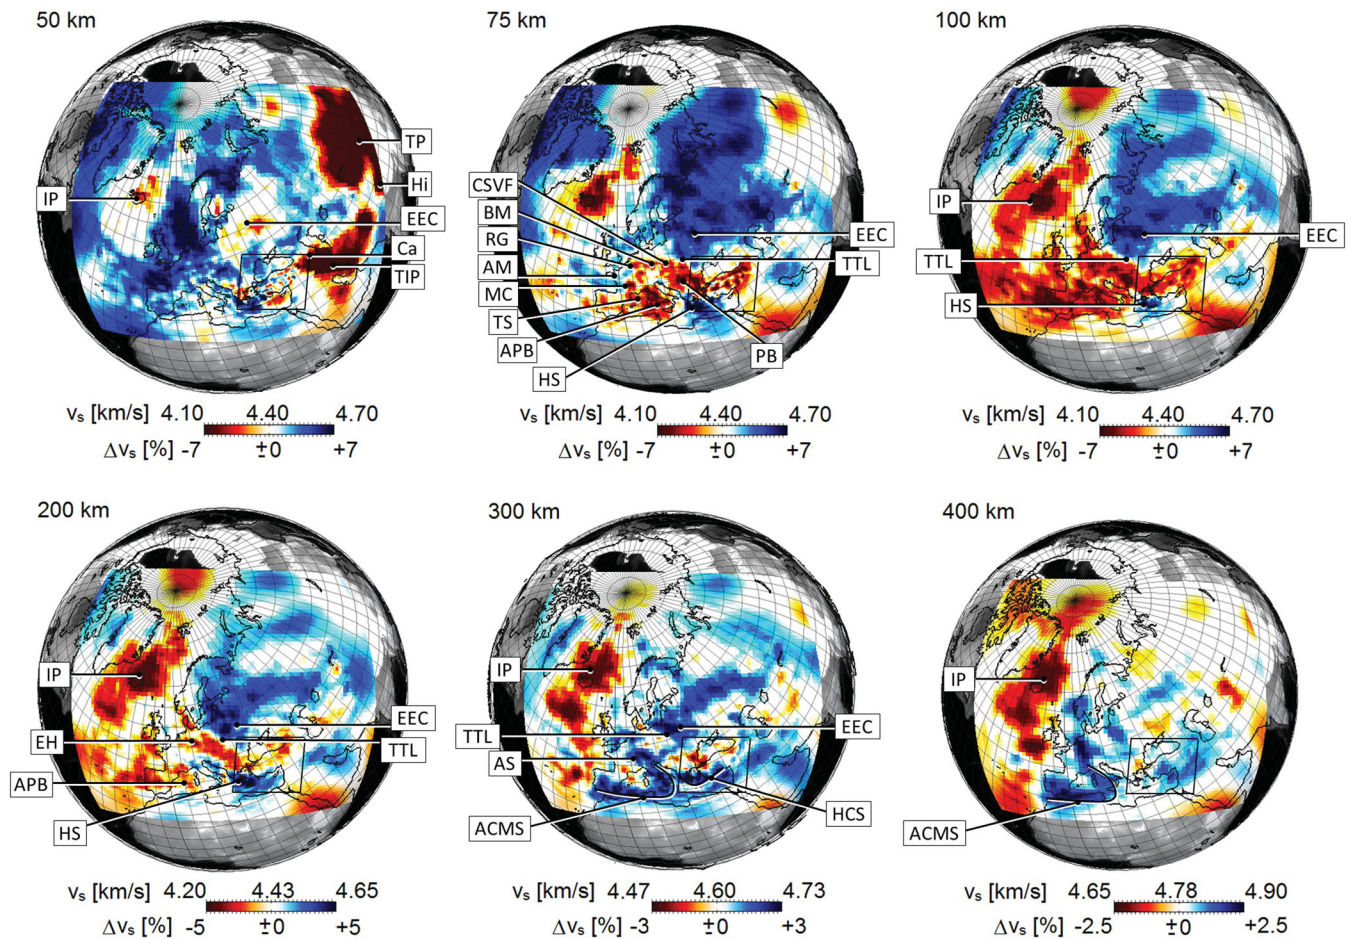 50 km
75 km
100 km
TP
Hi
IP
EEC
Ca
TIP
CSVF
BM
RG
AM
MC
TS
APB
HS
EEC
TTL
PB
IP
EEC
TTL
HS
vs [km/s] 4.10 4.40 4.70
Δvs [%] -7 ±0 +7
vs [km/s] 4.10 4.40 4.70
Δvs [%] -7 ±0 +7
vs [km/s] 4.10 4.40 4.70
Δvs [%] -7 ±0 +7
200 km
300 km
400 km
IP
EEC
EH
TTL
APB
HS
IP
EEC
TTL
AS
HCS
ACMS
IP
ACMS
vs [km/s] 4.20 4.43 4.65
Δvs [%] -5 ±0 +5
vs [km/s] 4.47 4.60 4.73
Δvs [%] -3 ±0 +3
vs [km/s] 4.65 4.78 4.90
Δvs [%] -2.5 ±0 +2.5